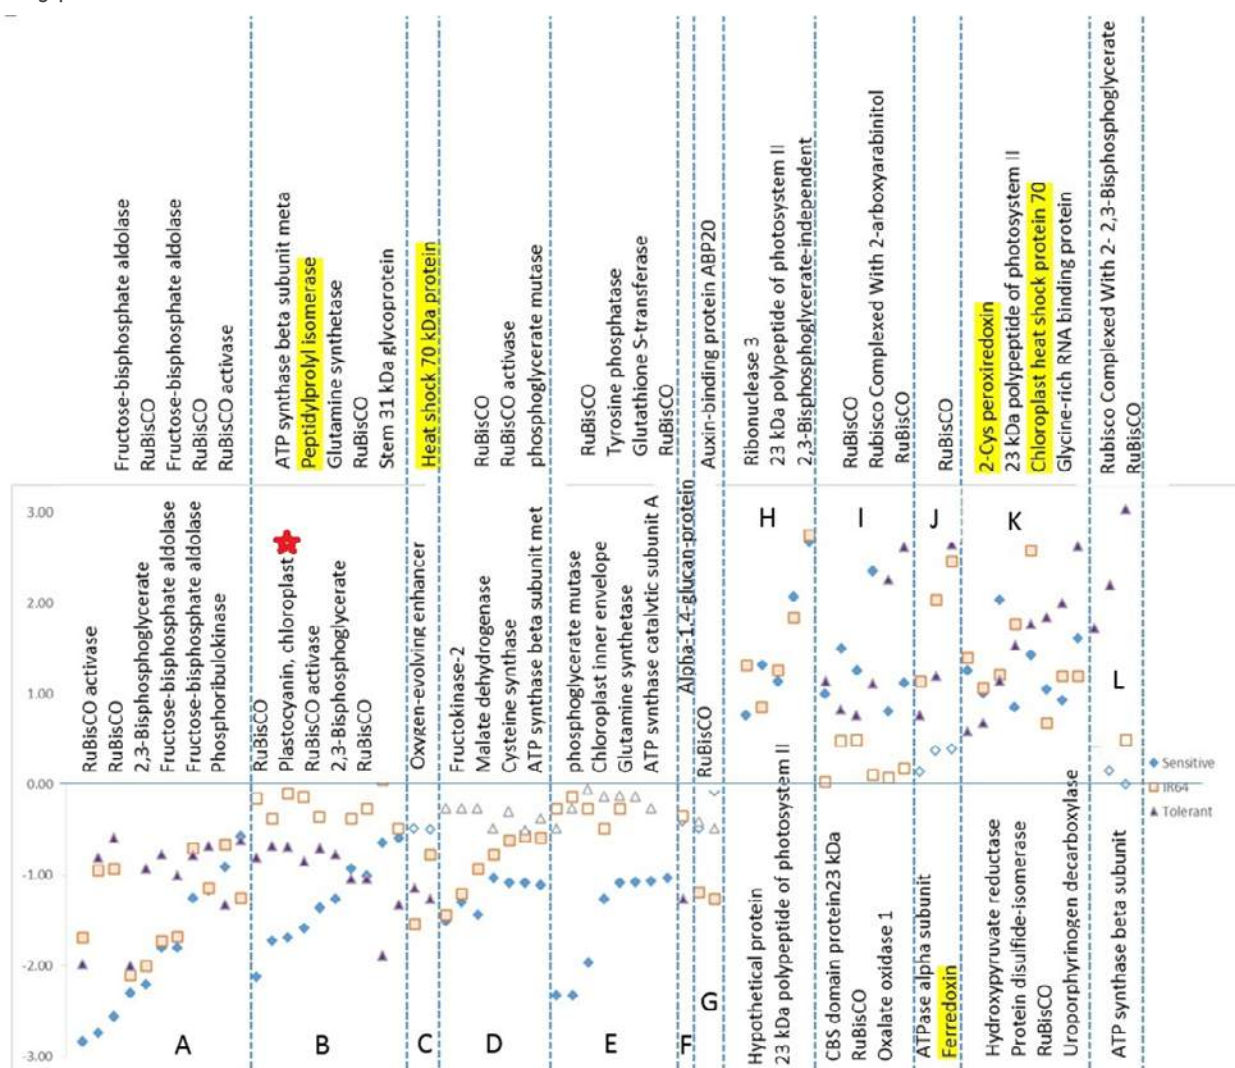 Fructose-bisphosphate aldolase
RuBisCO
Fructose-bisphosphate aldolase
RuBisCO
RuBisCO activase
ATP synthase beta subunit meta
Peptidylprolyl isomerase
Glutamine synthetase
RuBisCO
Stem 31 kDa glycoprotein
Heat shock 70 kDa protein
RuBisCO
RuBisCO activase
phosphoglycerate mutase
RuBisCO
Tyrosine phosphatase
Glutathione S-transferase
RuBisCO
Auxin-binding protein ABP20
Ribonuclease 3
23 kDa polypeptide of photosystem II
2,3-Bisphosphoglycerate-independent
RuBisCO
Rubisco Complexed With 2-arboxyarabinitol
RuBisCO
RuBisCO
2-Cys peroxiredoxin
23 kDa polypeptide of photosystem II
Chloroplast heat shock protein 70
Glycine-rich RNA binding protein
Rubisco Complexed With 2- 2,3-Bisphosphoglycerate
RuBisCO
3.00
2.00
1.00
0.00
-1.00
-2.00
-3.00
RuBisCO activase
RuBisCO
2,3-Bisphosphoglycerate
Fructose-bisphosphate aldolase
Fructose-bisphosphate aldolase
Phosphoribulokinase
RuBisCO
Plastocyanin, chloroplast
RuBisCO activase
2,3-Bisphosphoglycerate
RuBisCO
Oxygen-evolving enhancer
Fructokinase-2
Malate dehydrogenase
Cysteine synthase
ATP synthase beta subunit met
phosphoglycerate mutase
Chloroplast inner envelope
Glutamine synthetase
ATP synthase catalytic subunit A
Alpha-1,4-glucan-protein
RuBisCO
H
I
J
K
L
Sensitive
IR64
Tolerant
A
B
C
D
E
F
G
Hypothetical protein
23 kDa polypeptide of photosystem II
CBS domain protein23 kDa
RuBisCO
Oxalate oxidase 1
ATPase alpha subunit
Ferredoxin
Hydroxypyruvate reductase
Protein disulfide-isomerase
RuBisCO
Uroporphyrinogen decarboxylase
ATP synthase beta subunit